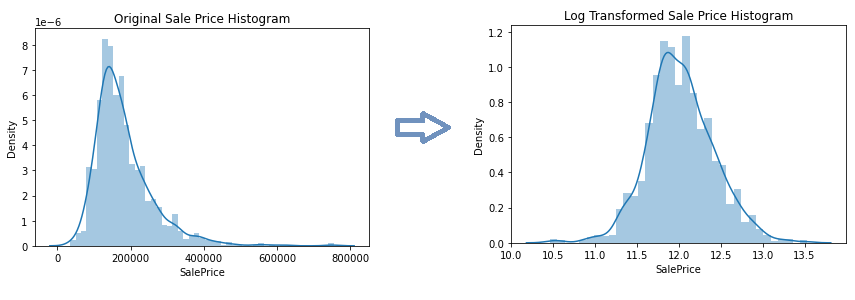 Original Sale Price Histogram
1e−6
8
7
6
5
4
3
2
1
0
Density
0 200000 400000 600000 800000
SalePrice
Log Transformed Sale Price Histogram
1.2
1.0
0.8
0.6
0.4
0.2
0.0
Density
10.0 10.5 11.0 11.5 12.0 12.5 13.0 13.5
SalePrice